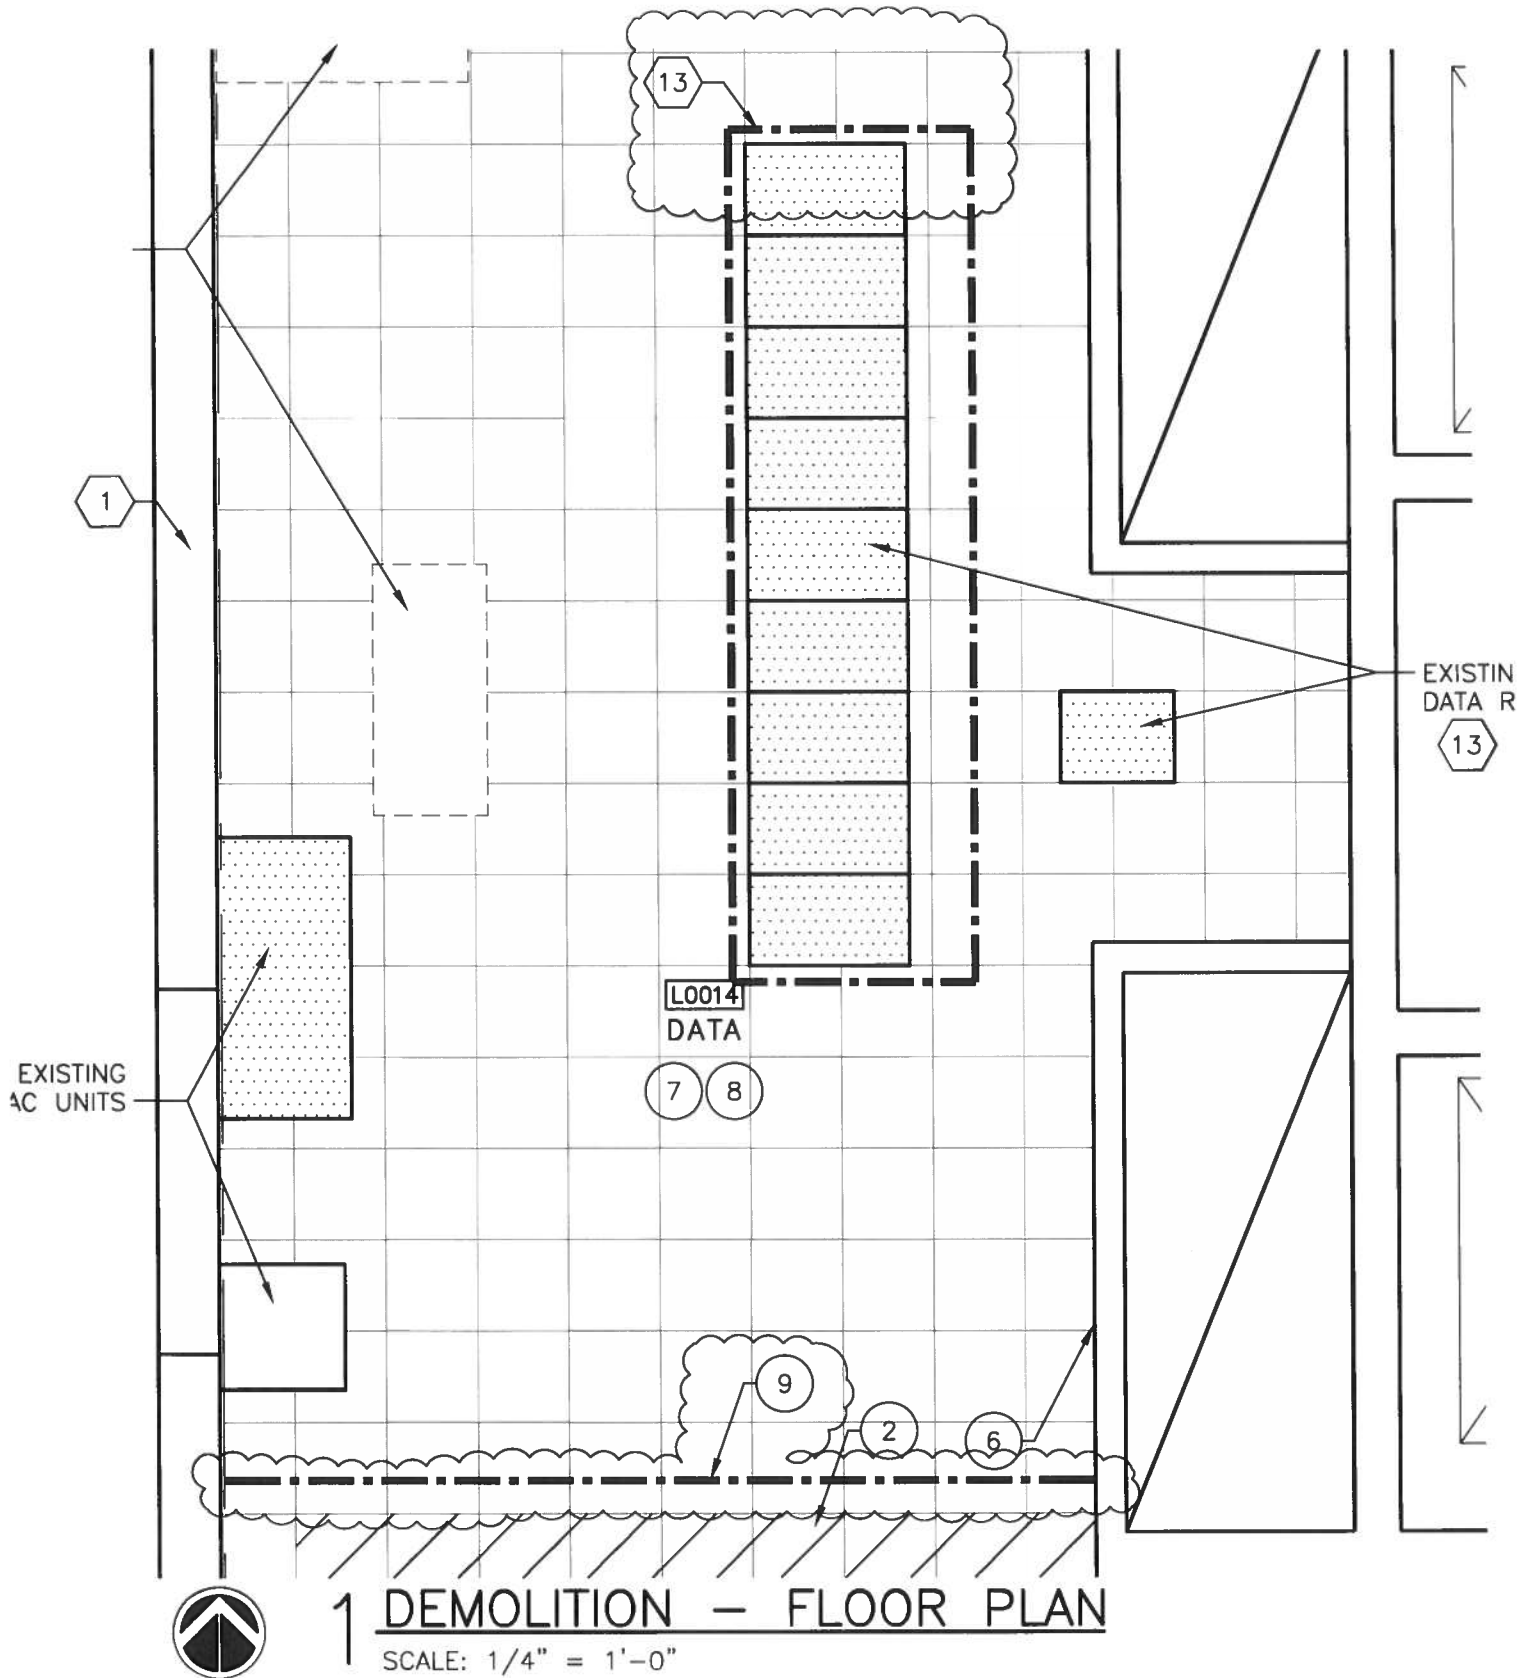 13
1
EXISTIN
DATA R
13
L0014
DATA
7 8
EXISTING
AC UNITS
9
2
6
1 DEMOLITION – FLOOR PLAN
SCALE: 1/4" = 1'-0"